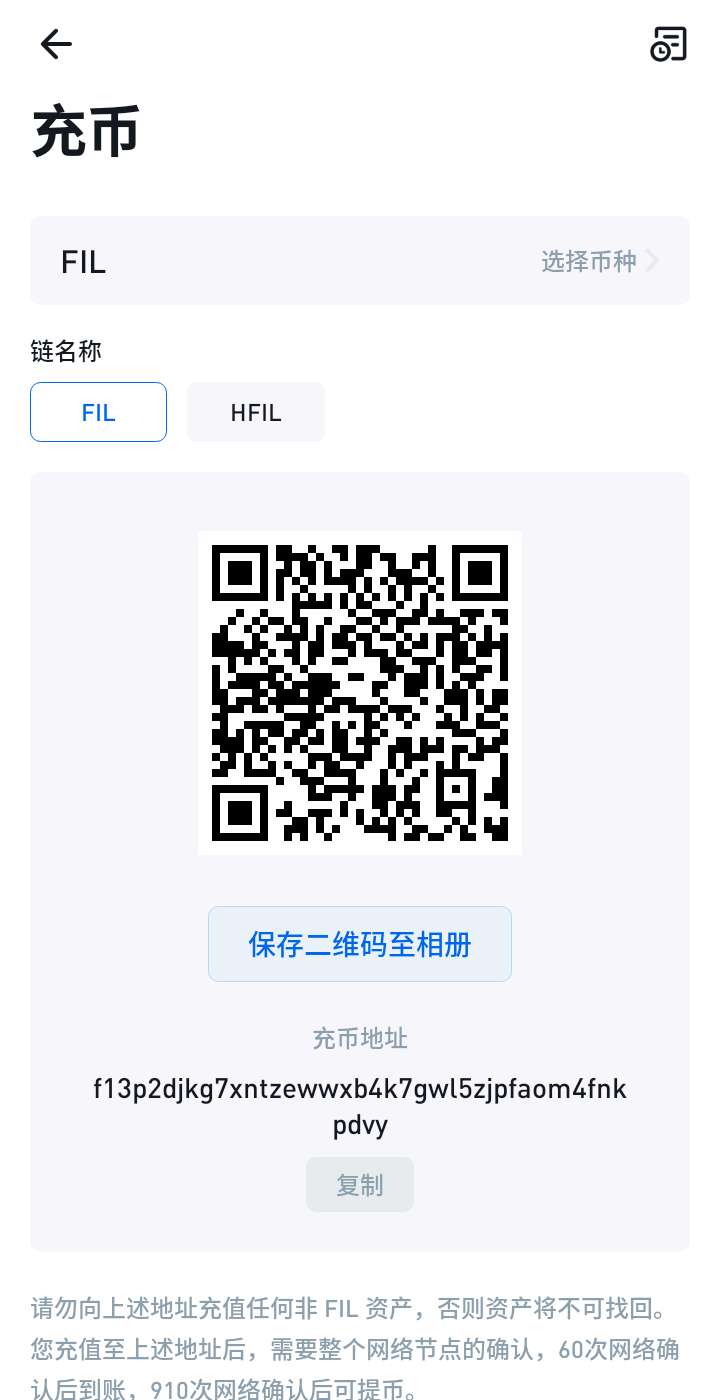 充币
FIL
选择币种
链名称
FIL
HFIL
保存二维码至相册
充币地址
f13p2djkg7xntzewwxb4k7gwl5zjpfaom4fnk
pdvy
复制
请勿向上述地址充值任何非 FIL 资产，否则资产将不可找回。
您充值至上述地址后，需要整个网络节点的确认，60次网络确
认后到账，910次网络确认后可提币。